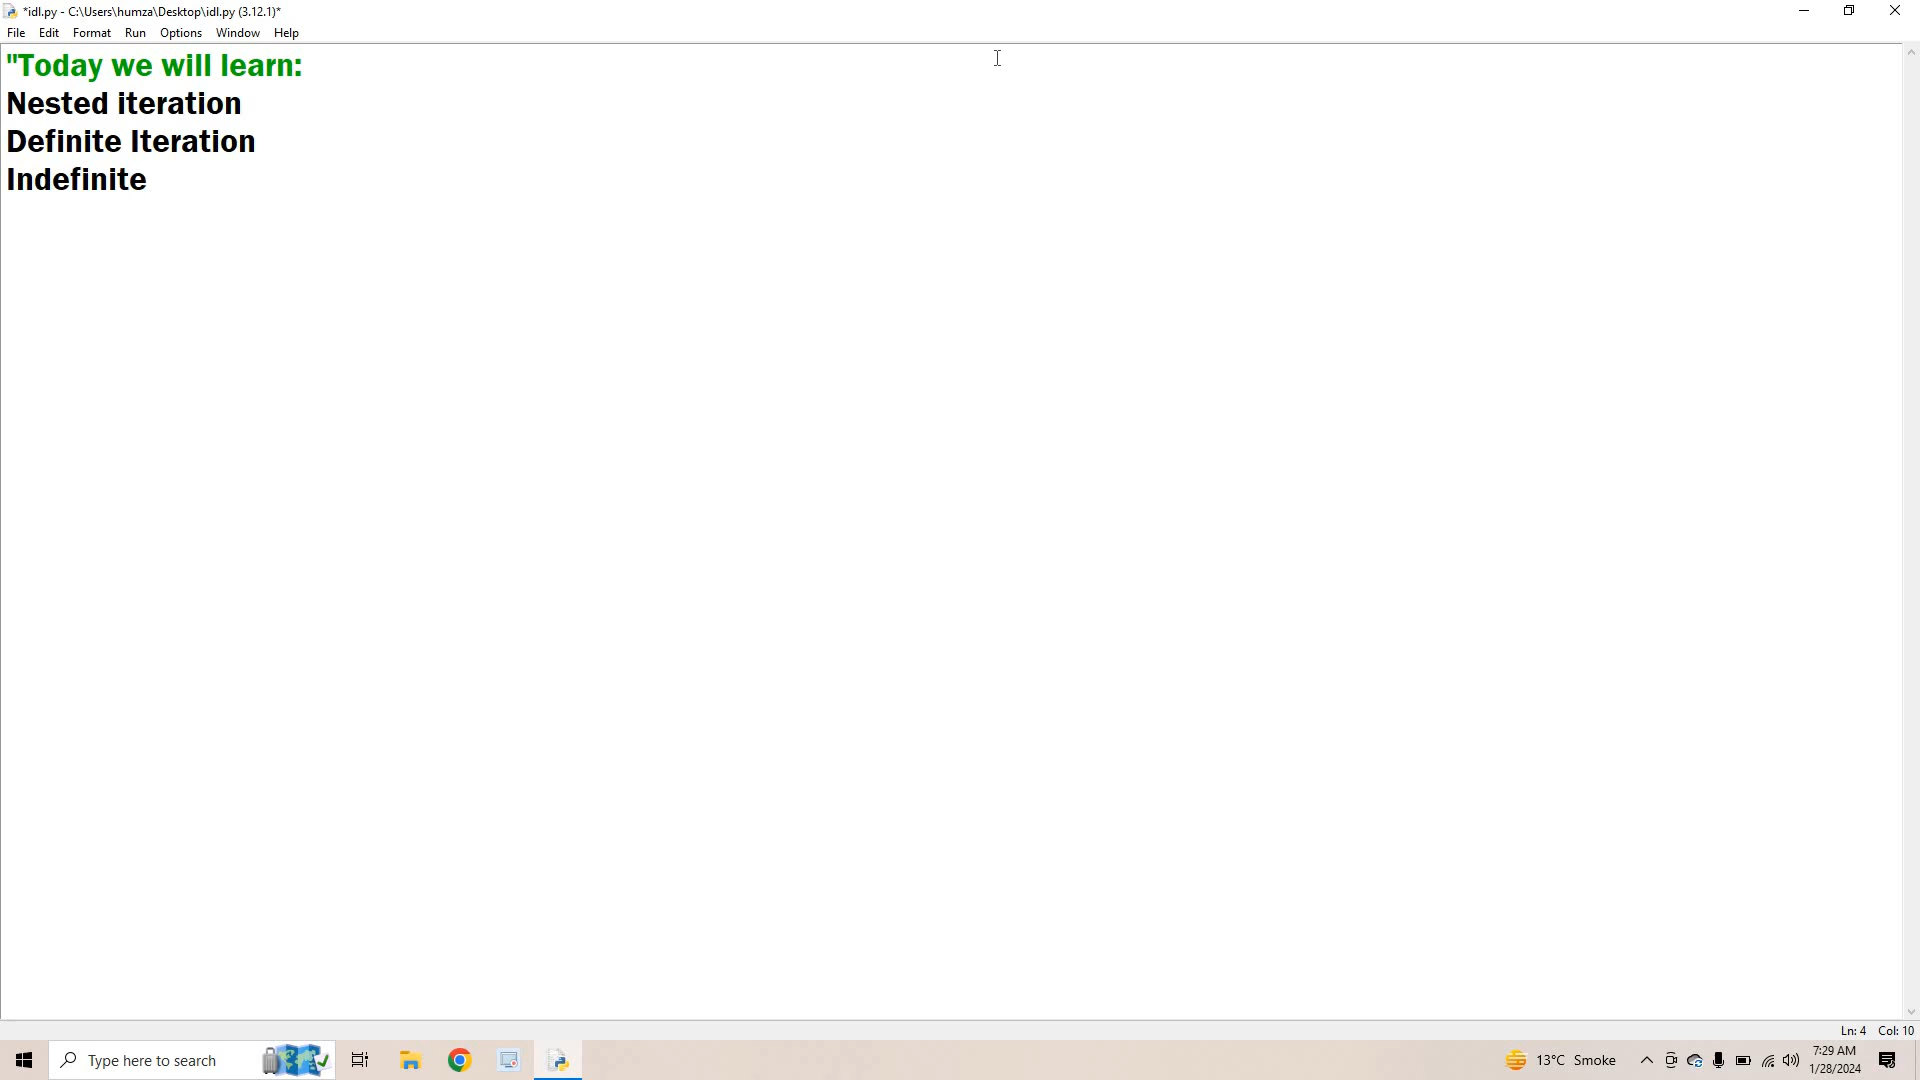 *idl.py - C:\Users\humza\Desktop\idl.py (3.12.1)*
File Edit Format Run Options Window Help
"Today we will learn:
Nested iteration
Definite Iteration
Indefinite
Ln: 4 Col: 10
Type here to search
13°C Smoke
7:29 AM
1/28/2024